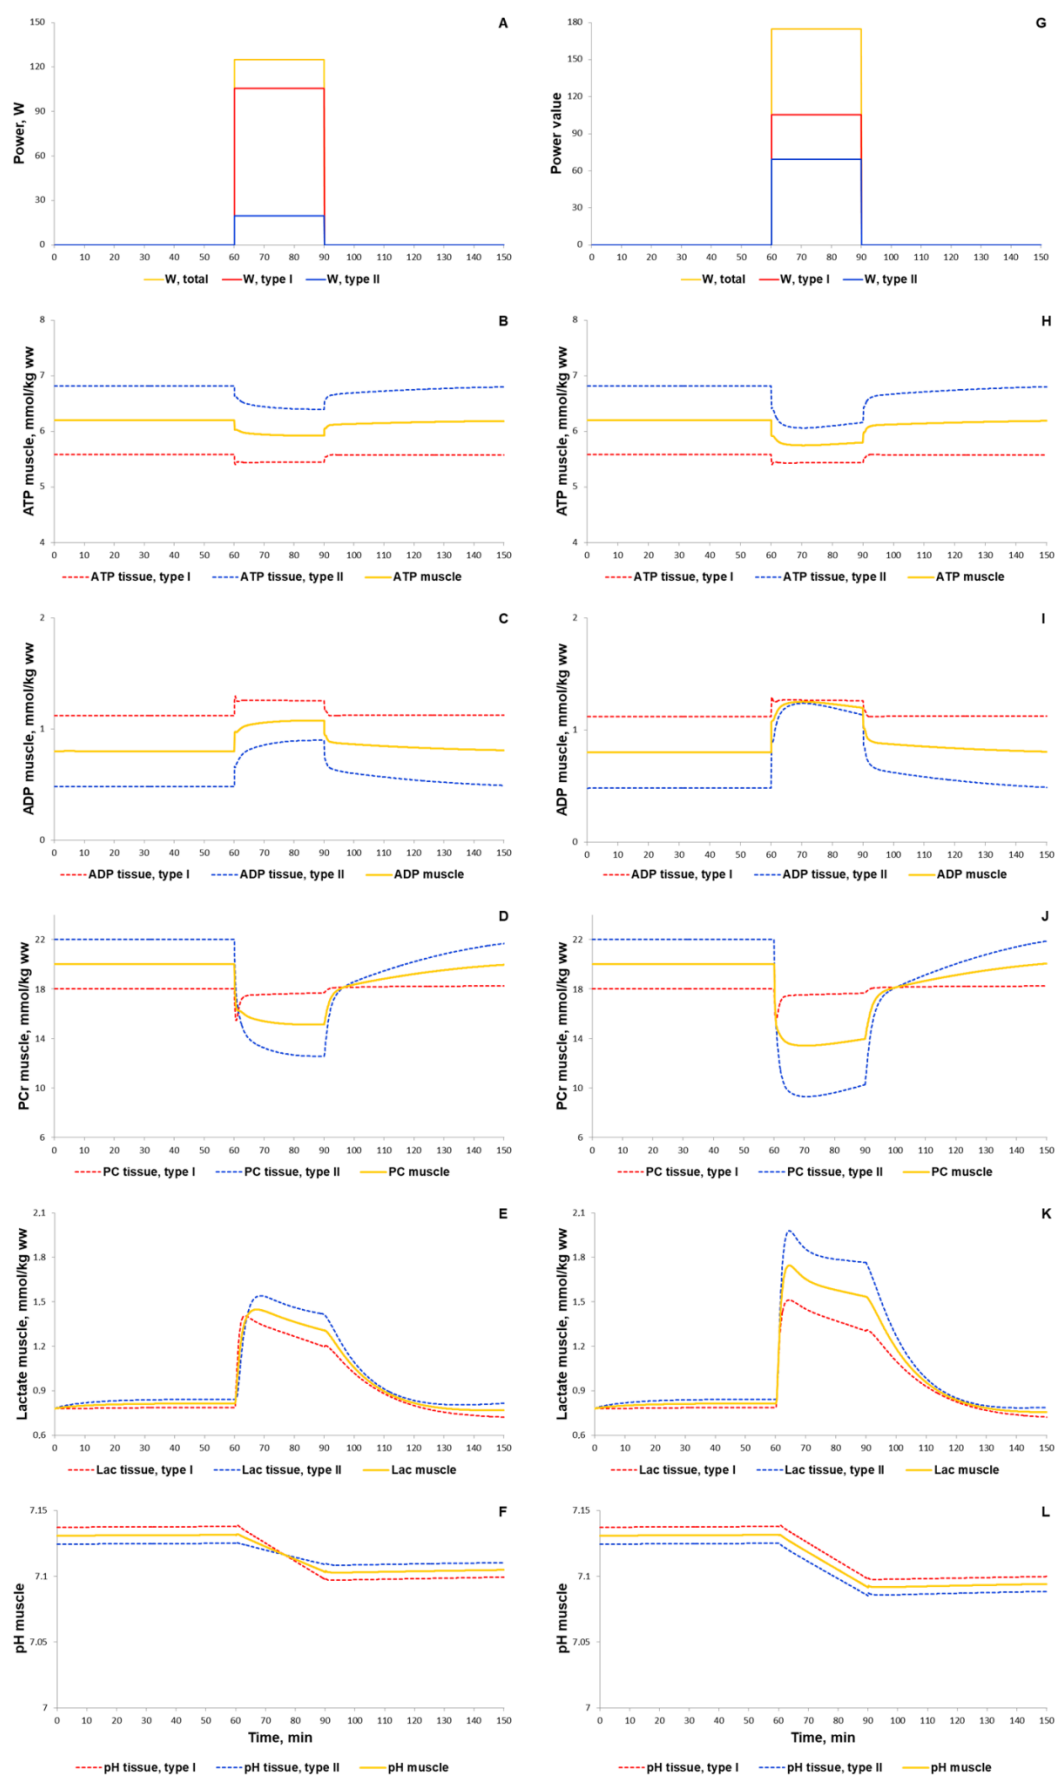 A
Power, W
150
120
90
60
30
0
0 10 20 30 40 50 60 70 80 90 100 110 120 130 140 150
W, total W, type I W, type II
G
Power value
180
150
120
90
60
30
0
0 10 20 30 40 50 60 70 80 90 100 110 120 130 140 150
W, total W, type I W, type II
B
ATP muscle, mmol/kg ww
8
7
6
5
4
0 10 20 30 40 50 60 70 80 90 100 110 120 130 140 150
ATP tissue, type I ATP tissue, type II ATP muscle
H
ATP muscle, mmol/kg ww
8
7
6
5
4
0 10 20 30 40 50 60 70 80 90 100 110 120 130 140 150
ATP tissue, type I ATP tissue, type II ATP muscle
C
ADP muscle, mmol/kg ww
2
1
0
0 10 20 30 40 50 60 70 80 90 100 110 120 130 140 150
ADP tissue, type I ADP tissue, type II ADP muscle
I
ADP muscle, mmol/kg ww
2
1
0
0 10 20 30 40 50 60 70 80 90 100 110 120 130 140 150
ADP tissue, type I ADP tissue, type II ADP muscle
D
PCr muscle, mmol/kg ww
22
18
14
10
6
0 10 20 30 40 50 60 70 80 90 100 110 120 130 140 150
PC tissue, type I PC tissue, type II PC muscle
J
PCr muscle, mmol/kg ww
22
18
14
10
6
0 10 20 30 40 50 60 70 80 90 100 110 120 130 140 150
PC tissue, type I PC tissue, type II PC muscle
E
Lactate muscle, mmol/kg ww
2.1
1.8
1.5
1.2
0.9
0.6
0 10 20 30 40 50 60 70 80 90 100 110 120 130 140 150
Lac tissue, type I Lac tissue, type II Lac muscle
K
Lactate muscle, mmol/kg ww
2.1
1.8
1.5
1.2
0.9
0.6
0 10 20 30 40 50 60 70 80 90 100 110 120 130 140 150
Lac tissue, type I Lac tissue, type II Lac muscle
F
pH muscle
7.15
7.1
7.05
7
0 10 20 30 40 50 60 70 80 90 100 110 120 130 140 150
Time, min
pH tissue, type I pH tissue, type II pH muscle
L
pH muscle
7.15
7.1
7.05
7
0 10 20 30 40 50 60 70 80 90 100 110 120 130 140 150
Time, min
pH tissue, type I pH tissue, type II pH muscle